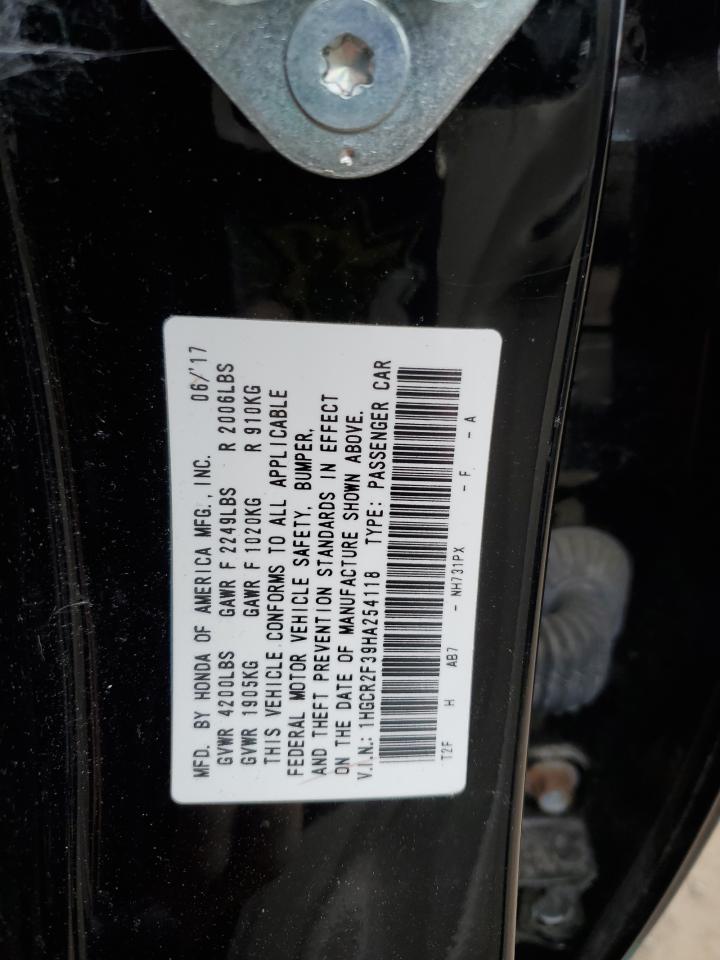 MFD. BY HONDA OF AMERICA MFG., INC. 06/'17
GVWR 4200LBS GAWR F 2249LBS R 2006LBS
GVWR 1905KG GAWR F 1020KG R 910KG
THIS VEHICLE CONFORMS TO ALL APPLICABLE
FEDERAL MOTOR VEHICLE SAFETY, BUMPER,
AND THEFT PREVENTION STANDARDS IN EFFECT
ON THE DATE OF MANUFACTURE SHOWN ABOVE.
V.I.N.: 1HGCR2F39HA254118 TYPE: PASSENGER CAR
T2F H AB7 - NH731PX - F - A